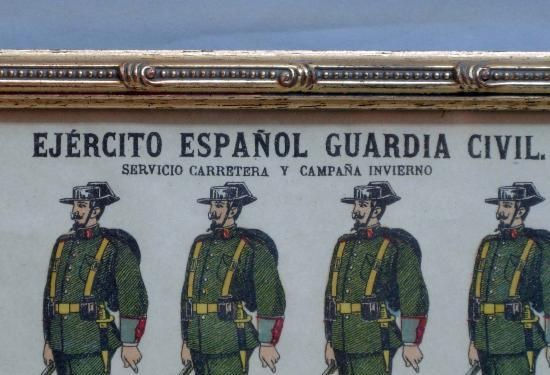 EJÉRCITO ESPAÑOL GUARDIA CIVIL.
SERVICIO CARRETERA Y CAMPAÑA INVIERNO